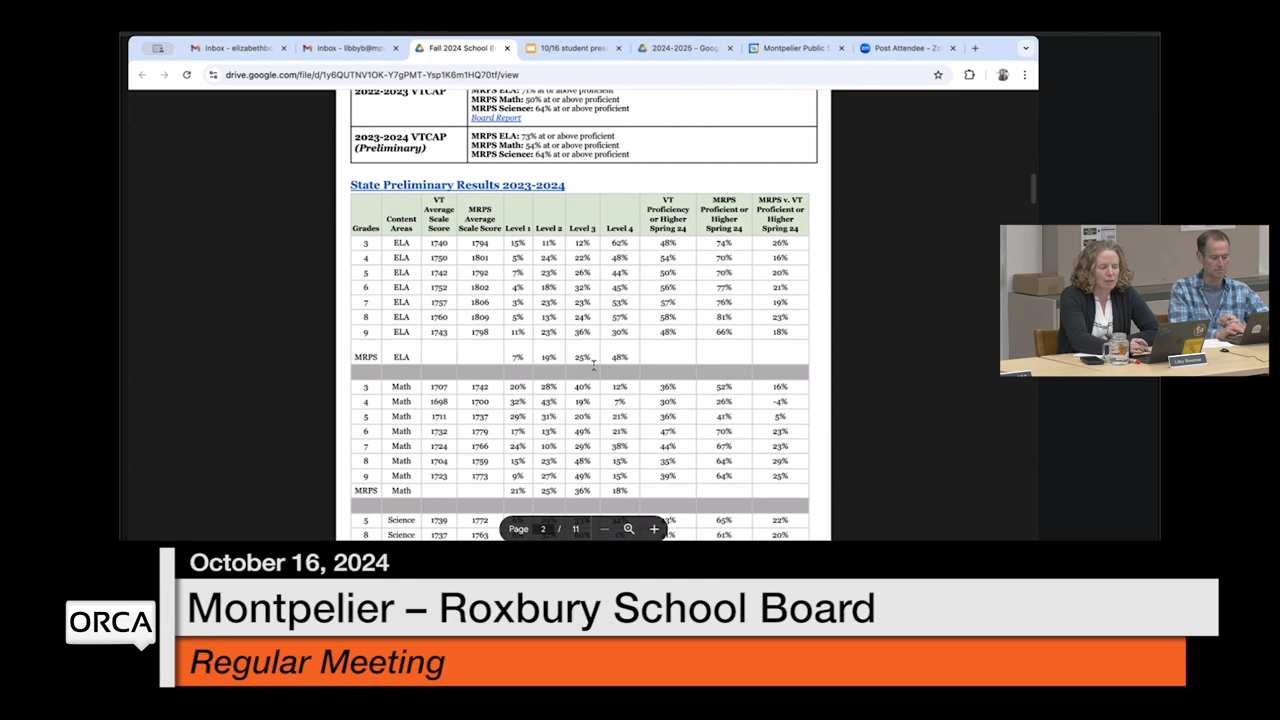 Inbox - elizabethbo
Inbox - libbyb@mp
Fall 2024 School B
10/16 student pres
2024-2025 - Goog
Montpelier Public S
Post Attendee - Zo
drive.google.com/file/d/1y6QUTNV1OK-Y7gPMT-Ysp1K6m1HQ70tf/view
2022-2023 VTCAP
MRPS ELA: 71% at or above proficient
MRPS Math: 50% at or above proficient
MRPS Science: 64% at or above proficient
Board Report
2023-2024 VTCAP
(Preliminary)
MRPS ELA: 73% at or above proficient
MRPS Math: 54% at or above proficient
MRPS Science: 64% at or above proficient
State Preliminary Results 2023-2024
Grades Content Areas VT Average Scale Score MRPS Average Scale Score Level 1 Level 2 Level 3 Level 4 VT Proficiency or Higher Spring 24 MRPS Proficient or Higher Spring 24 MRPS v. VT Proficient or Higher Spring 24
3 ELA 1740 1794 15% 11% 12% 62% 48% 74% 26%
4 ELA 1750 1801 5% 24% 22% 48% 54% 70% 16%
5 ELA 1742 1792 7% 23% 26% 44% 50% 70% 20%
6 ELA 1752 1802 4% 18% 32% 45% 56% 77% 21%
7 ELA 1757 1806 3% 23% 23% 53% 57% 76% 19%
8 ELA 1760 1809 5% 13% 24% 57% 58% 81% 23%
9 ELA 1743 1798 11% 23% 36% 30% 48% 66% 18%
MRPS ELA 7% 19% 25% 48%
3 Math 1707 1742 20% 28% 40% 12% 36% 52% 16%
4 Math 1698 1700 32% 43% 19% 7% 30% 26% -4%
5 Math 1711 1737 29% 31% 20% 21% 36% 41% 5%
6 Math 1732 1779 17% 13% 49% 21% 47% 70% 23%
7 Math 1724 1766 24% 10% 29% 38% 44% 67% 23%
8 Math 1704 1759 15% 23% 48% 15% 35% 64% 29%
9 Math 1723 1773 9% 27% 49% 15% 39% 64% 25%
MRPS Math 21% 25% 36% 18%
5 Science 1739 1772 65% 22%
8 Science 1737 1763 61% 20%
Page 2 / 11
October 16, 2024
Montpelier – Roxbury School Board
ORCA
Regular Meeting